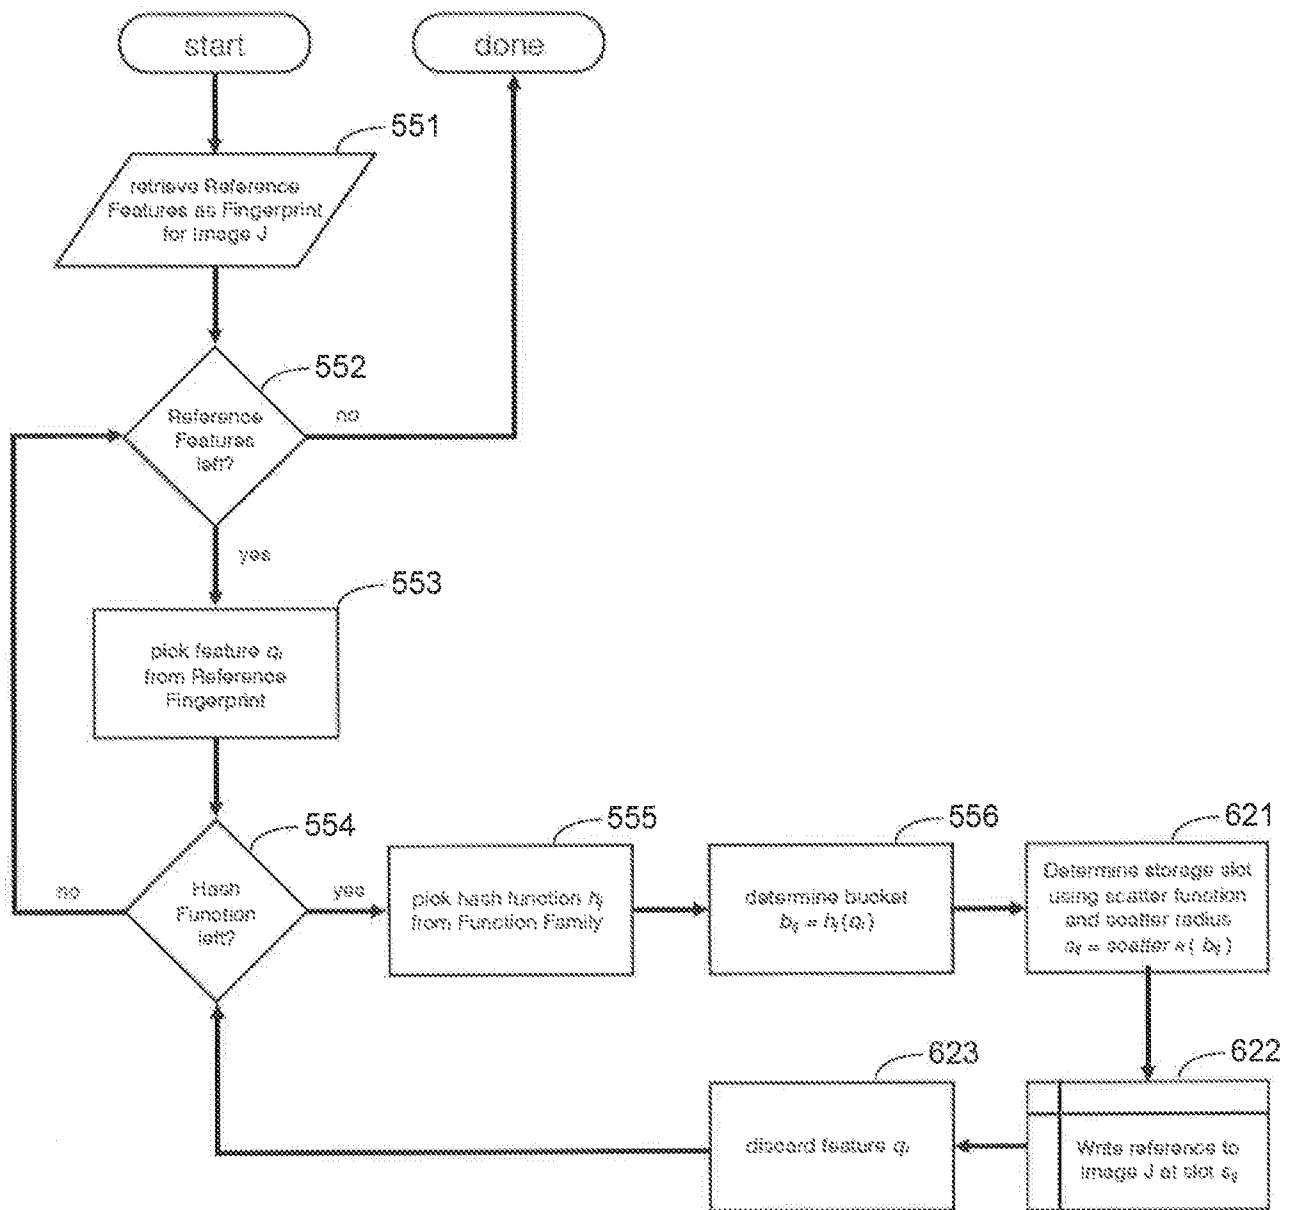 start
done
551
retrieve Reference
Features as Fingerprint
for Image J
552
Reference
Features
left?
no
yes
553
pick feature qᵢ
from Reference
Fingerprint
554
Hash
Function
left?
no
yes
555
pick hash function hⱼ
from Function Family
556
determine bucket
bᵢⱼ = hⱼ(qᵢ)
621
Determine storage slot
using scatter function
and scatter radius
sᵢⱼ = scatter ( bᵢⱼ )
622
Write reference to
Image J at slot sᵢⱼ
623
discard feature qᵢ